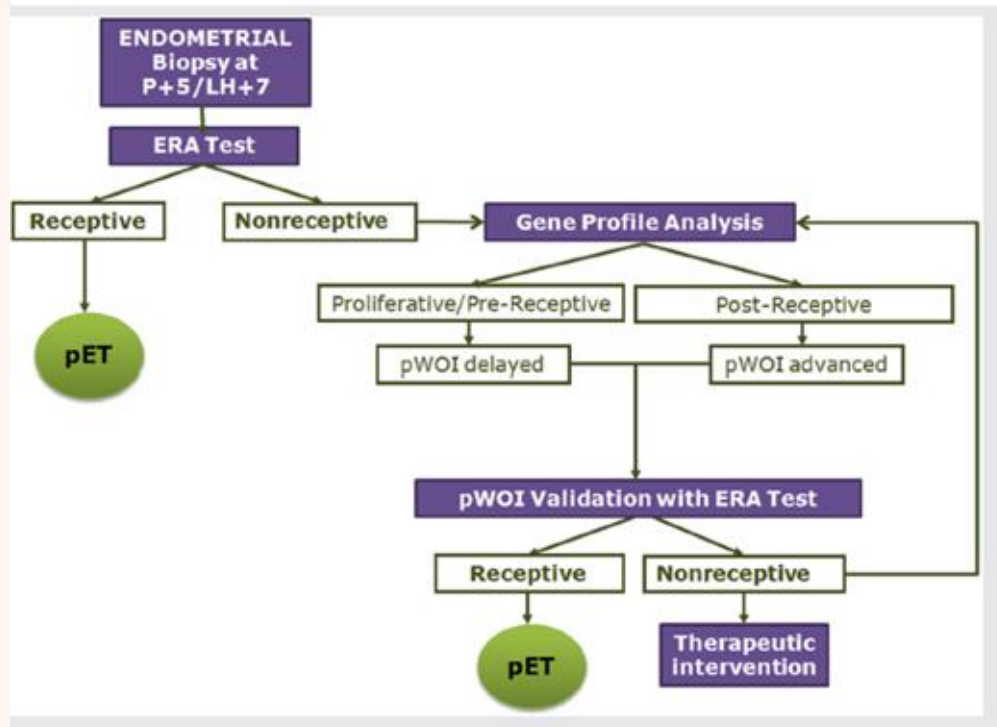 ENDOMETRIAL
Biopsy at
P+5/LH+7
ERA Test
Receptive
Nonreceptive
Gene Profile Analysis
Proliferative/Pre-Receptive
Post-Receptive
pET
pWOI delayed
pWOI advanced
pWOI Validation with ERA Test
Receptive
Nonreceptive
pET
Therapeutic
intervention